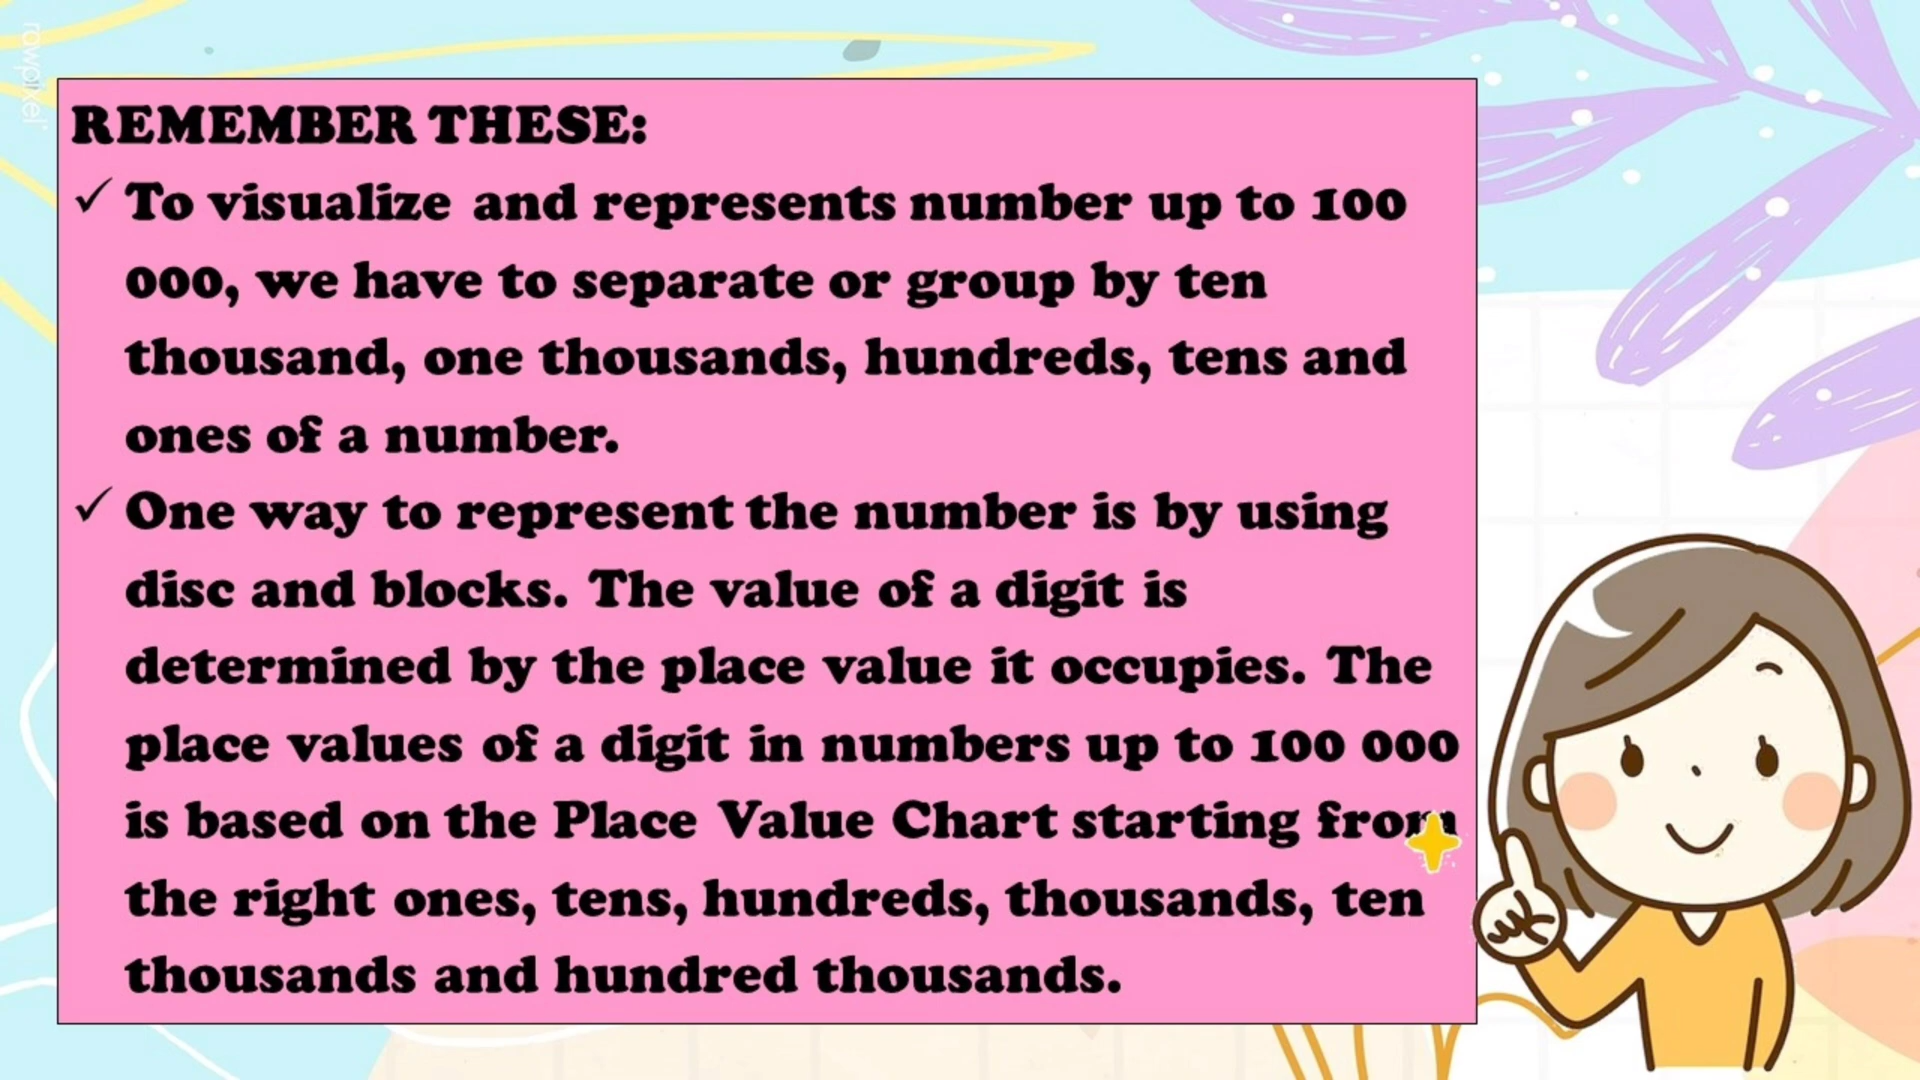 rawpixel
REMEMBER THESE:
✓ To visualize and represents number up to 100
000, we have to separate or group by ten
thousand, one thousands, hundreds, tens and
ones of a number.
✓ One way to represent the number is by using
disc and blocks. The value of a digit is
determined by the place value it occupies. The
place values of a digit in numbers up to 100 000
is based on the Place Value Chart starting from
the right ones, tens, hundreds, thousands, ten
thousands and hundred thousands.